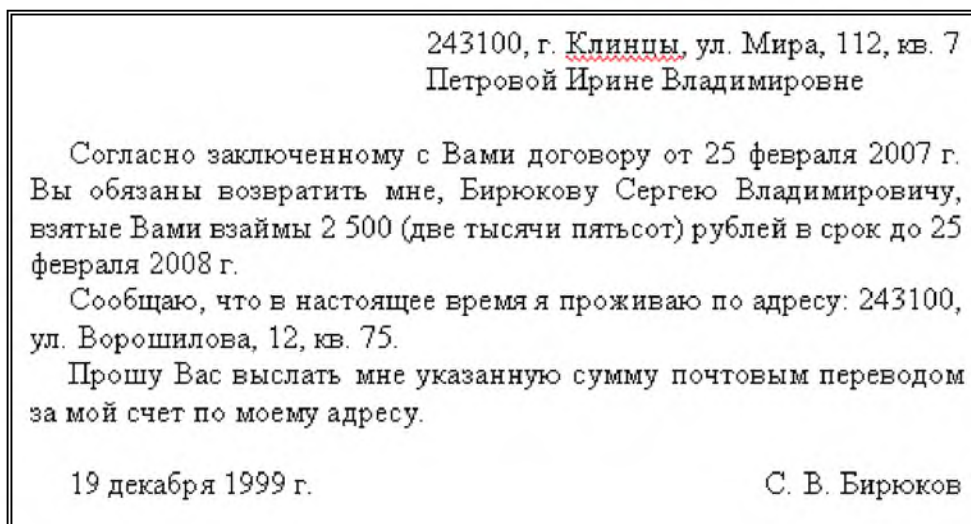 243100, г. Клинцы, ул. Мира, 112, кв. 7
Петровой Ирине Владимировне
Согласно заключенному с Вами договору от 25 февраля 2007 г.
Вы обязаны возвратить мне, Бирюкову Сергею Владимировичу,
взятые Вами взаймы 2 500 (две тысячи пятьсот) рублей в срок до 25
февраля 2008 г.
Сообщаю, что в настоящее время я проживаю по адресу: 243100,
ул. Ворошилова, 12, кв. 75.
Прошу Вас выслать мне указанную сумму почтовым переводом
за мой счет по моему адресу.
19 декабря 1999 г. С. В. Бирюков